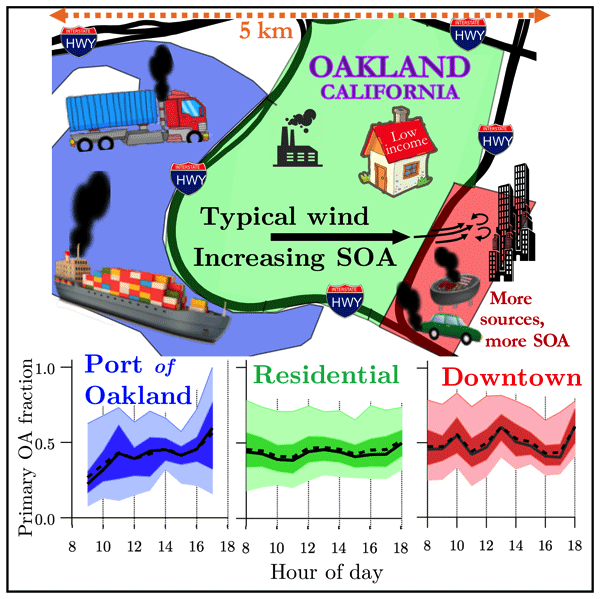 5 km
INTERSTATE
HWY
INTERSTATE
HWY
OAKLAND
CALIFORNIA
Low
income
INTERSTATE
HWY
INTERSTATE
HWY
Typical wind
Increasing SOA
INTERSTATE
HWY
More
sources,
more SOA
Port of
Oakland
Residential
Downtown
Primary OA fraction
1.0
0.5
0.0
8 10 12 14 16 18
8 10 12 14 16 18
8 10 12 14 16 18
Hour of day